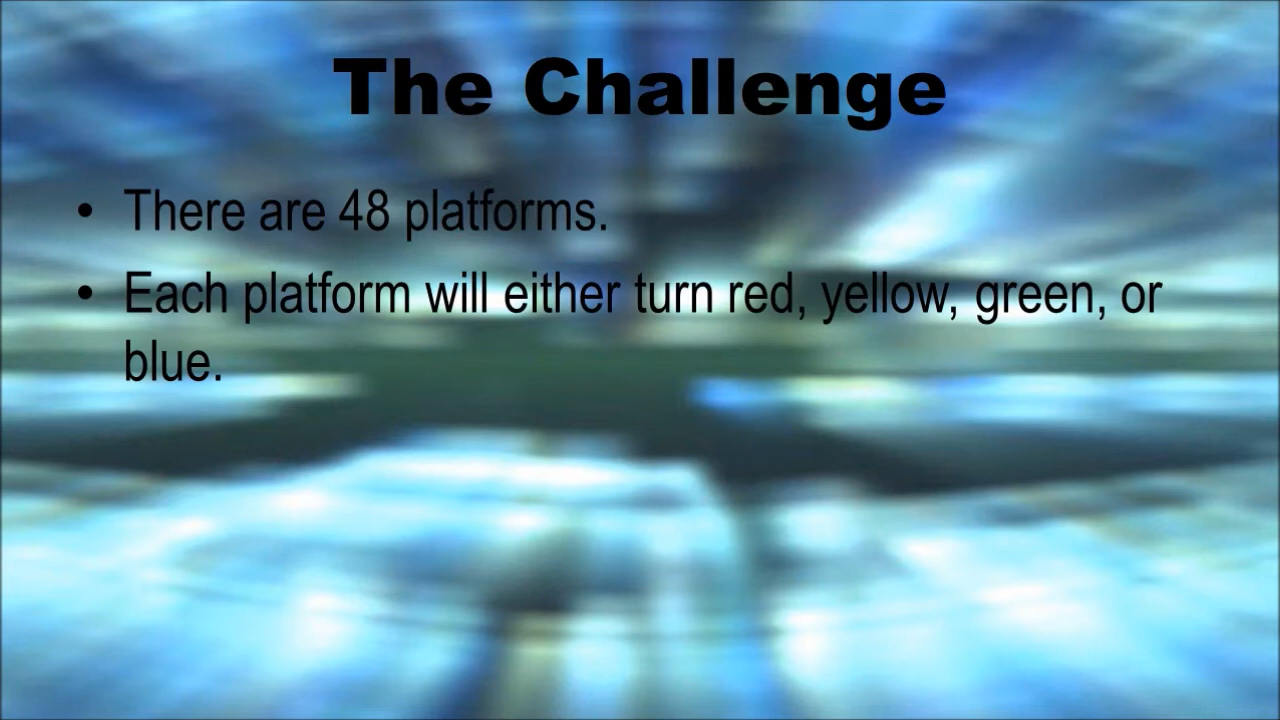 The Challenge
• There are 48 platforms.
• Each platform will either turn red, yellow, green, or
blue.